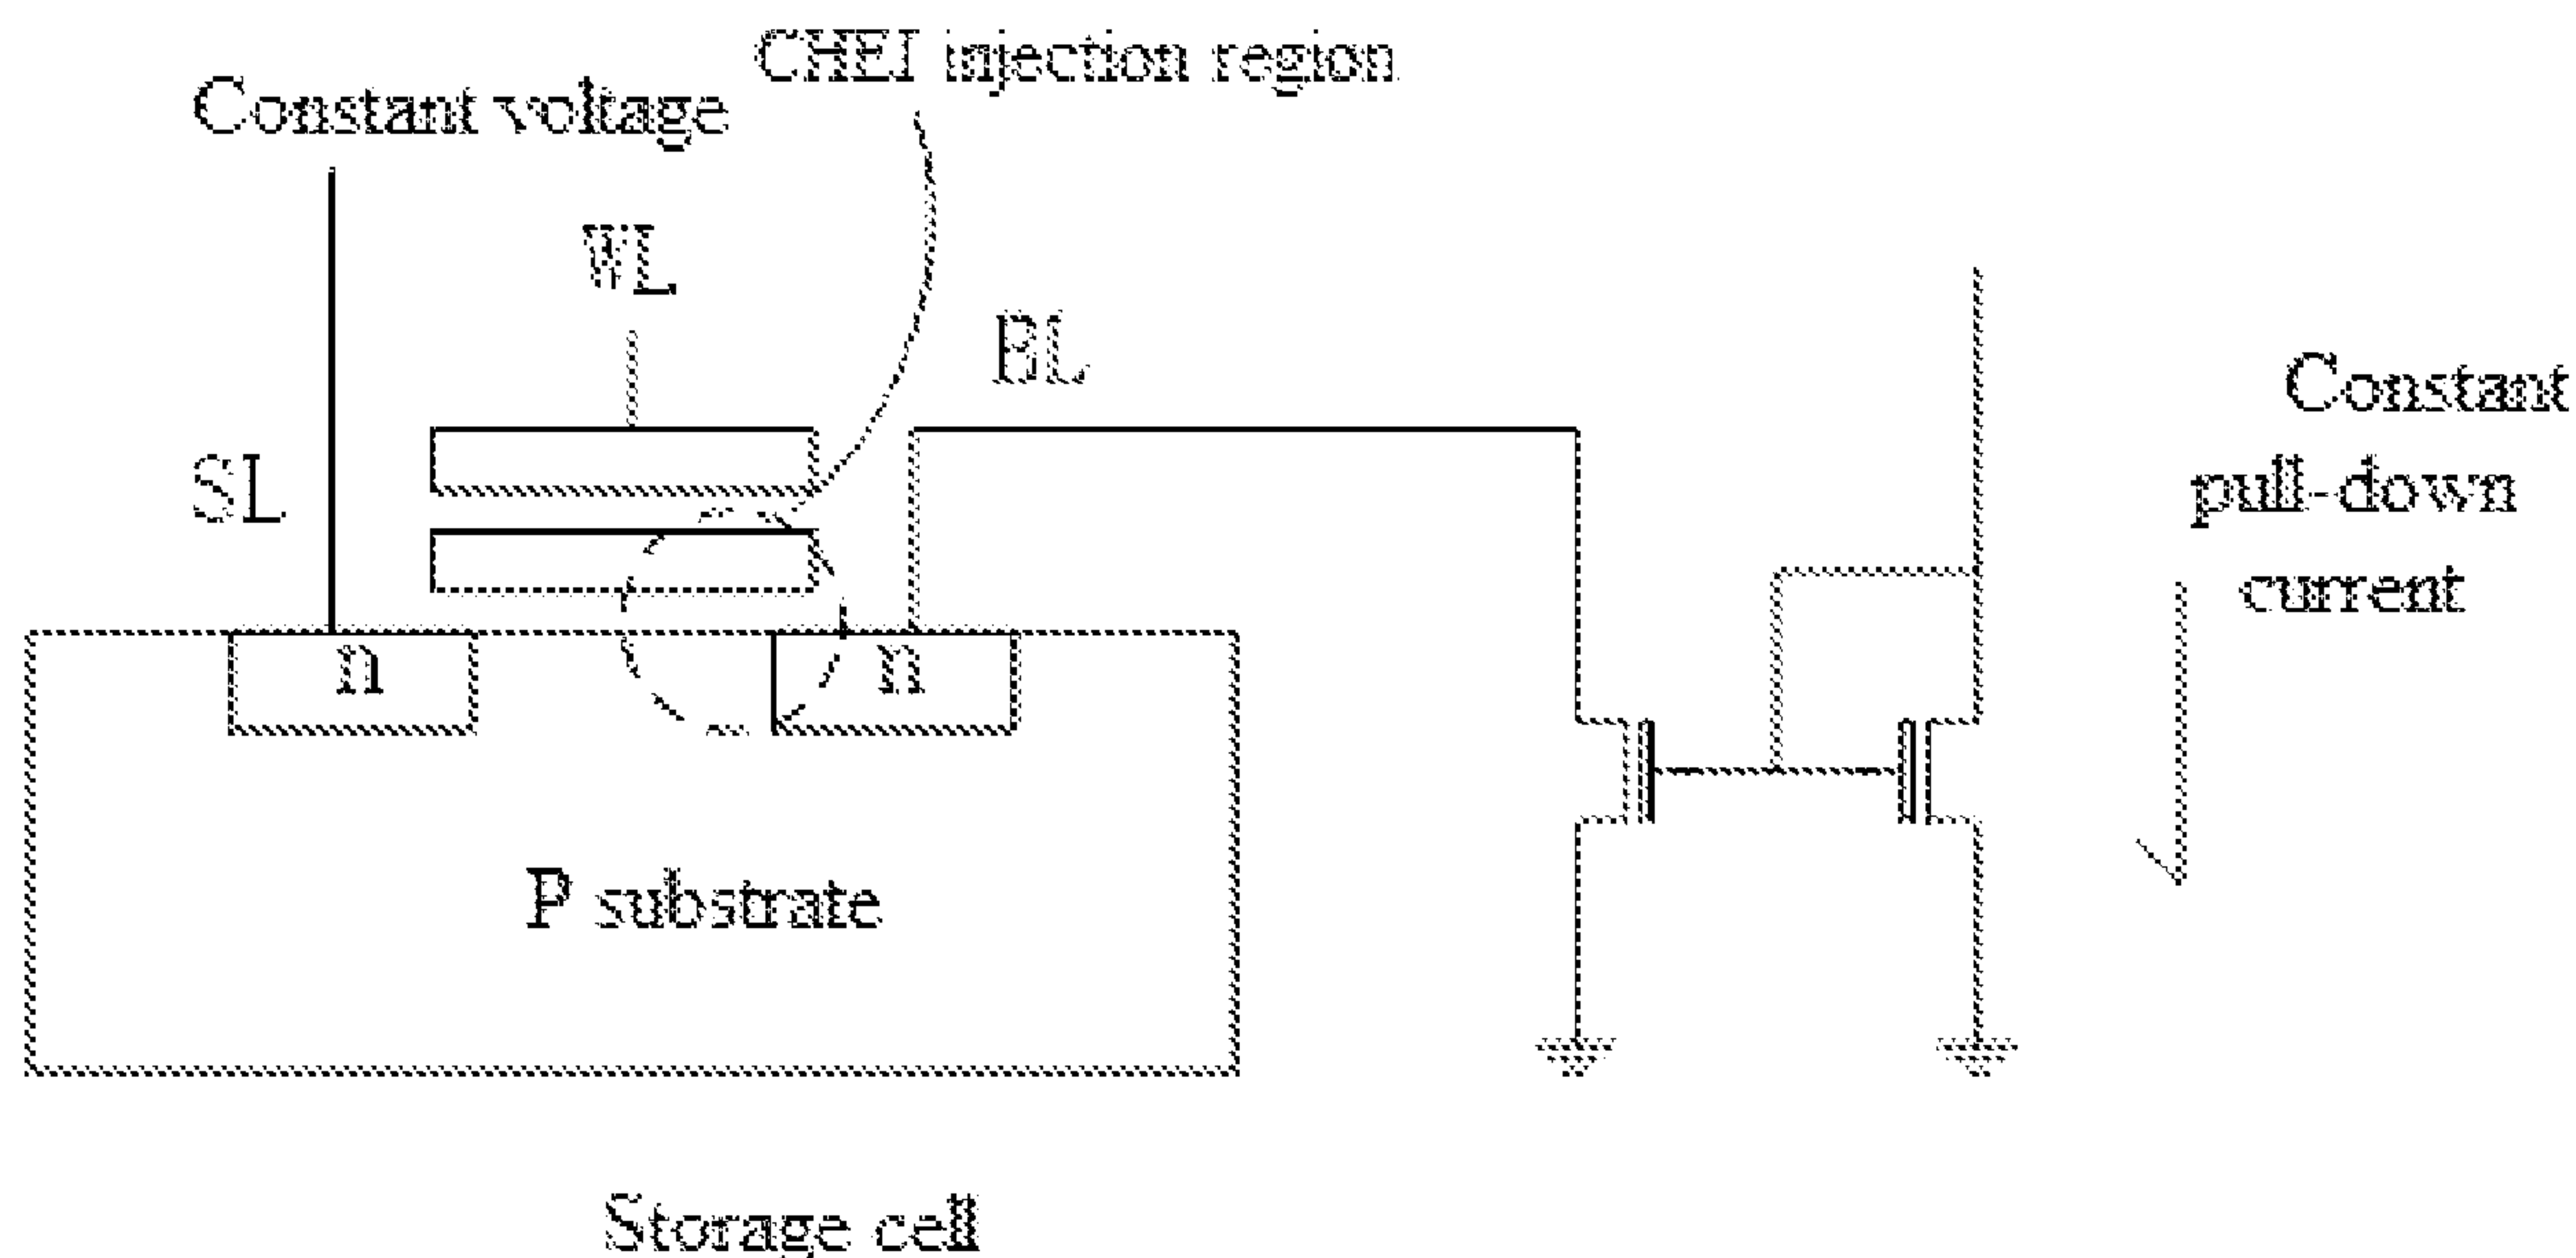 CHEI injection region
Constant voltage
WL
BL
Constant
pull-down
current
SL
n
n
P substrate
Storage cell